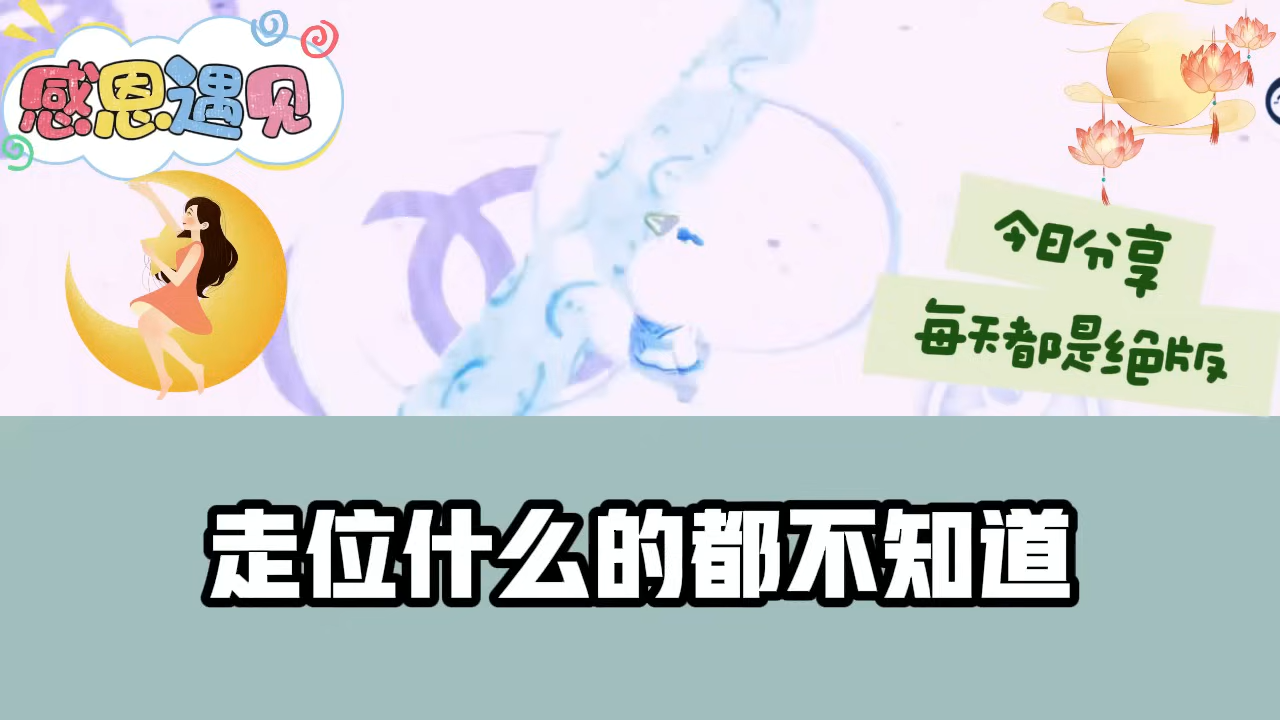 感恩遇见
今日分享
每天都是绝版
走位什么的都不知道